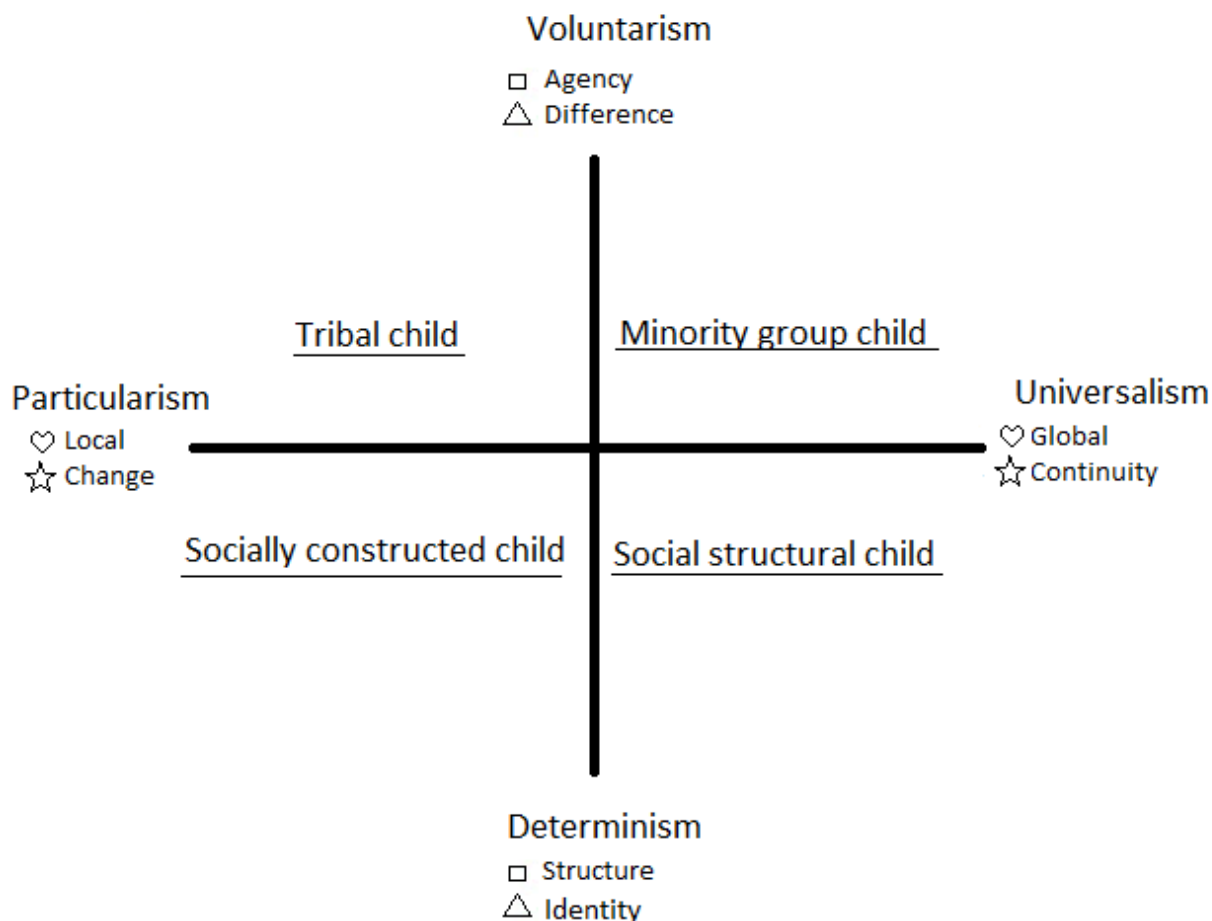 Voluntarism
Agency
Difference
Tribal child
Minority group child
Particularism
Local
Change
Universalism
Global
Continuity
Socially constructed child
Social structural child
Determinism
Structure
Identity